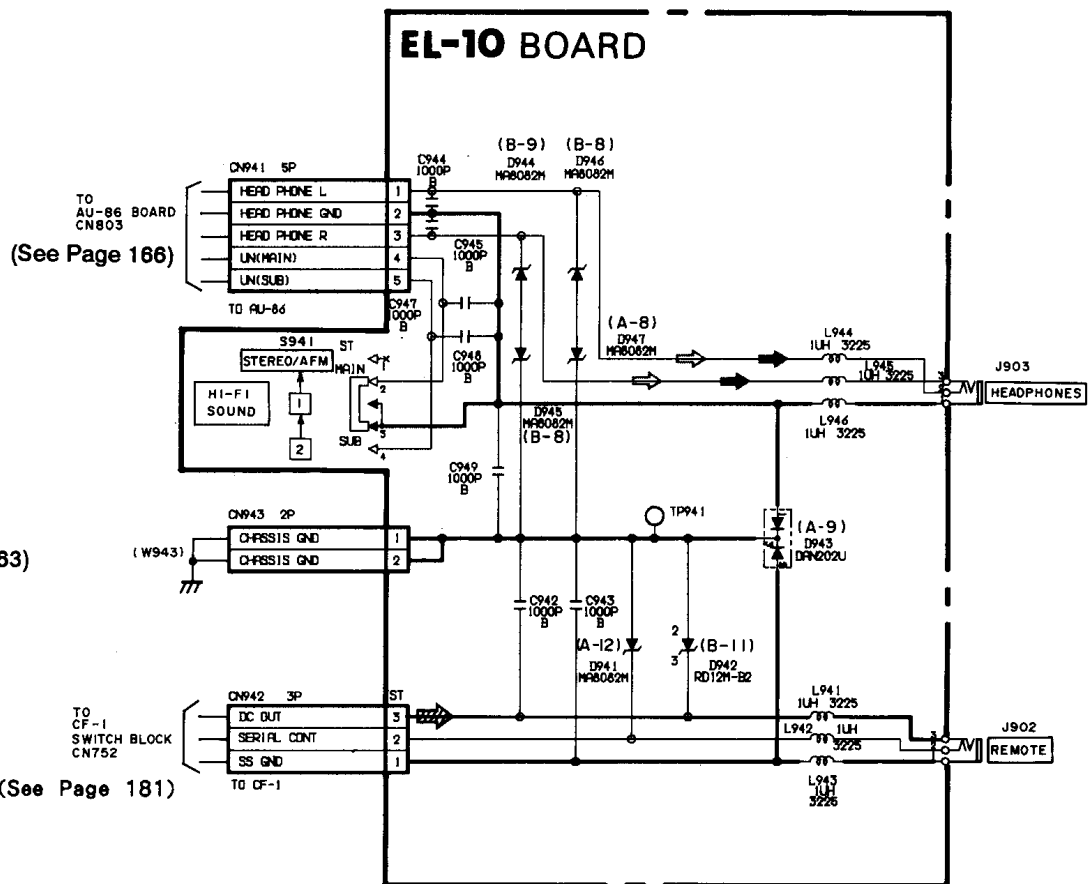 EL-10 BOARD
CN941 5P
HEAD PHONE L 1
HEAD PHONE GND 2
HEAD PHONE R 3
UN(MAIN) 4
UN(SUB) 5
TO AU-86
TO
AU-86 BOARD
CN803
(See Page 166)
C944
1000P
B
(B-9)
D944
MA8082M
(B-8)
D946
MA8082M
C945
1000P
B
C947
1000P
B
C948
1000P
B
(A-8)
D947
MA8082M
D945
MA8082M
(B-8)
L944
1UH 3225
L945
1UH 3225
L946
1UH 3225
J903
HEADPHONES
S941
STEREO/AFM
HI-FI
SOUND
1
2
ST
MAIN
SUB
1
2
3
4
C949
1000P
B
CN943 2P
CHASSIS GND 1
CHASSIS GND 2
(W943)
63)
TP941
(A-9)
D943
DAN202U
C942
1000P
B
C943
1000P
B
(A-12)
D941
MA8082M
2
3
(B-11)
D942
RD12M-B2
CN942 3P
ST
DC OUT 3
SERIAL CONT 2
SS GND 1
TO CF-1
TO
CF-1
SWITCH BLOCK
CN752
(See Page 181)
L941
1UH 3225
L942
1UH
3225
L943
1UH
3225
J902
REMOTE